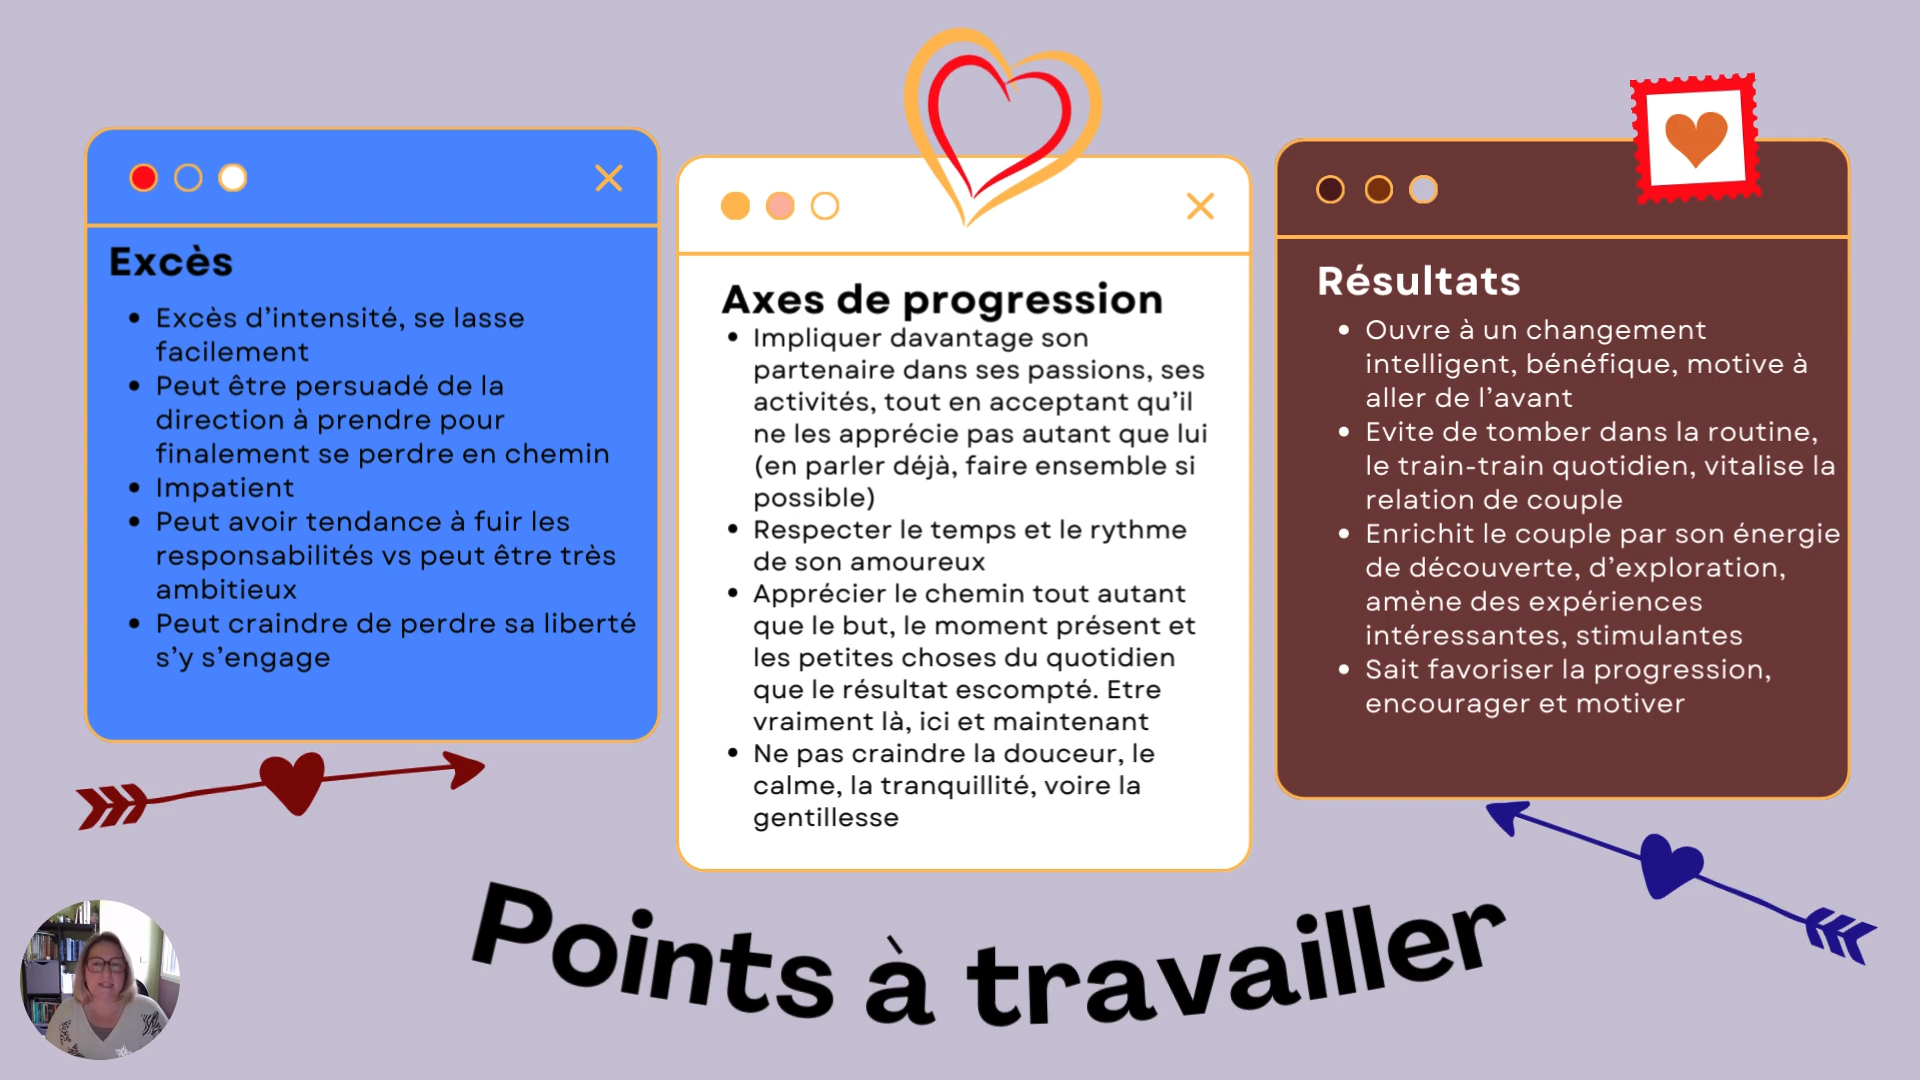 Excès
• Excès d’intensité, se lasse
facilement
• Peut être persuadé de la
direction à prendre pour
finalement se perdre en chemin
• Impatient
• Peut avoir tendance à fuir les
responsabilités vs peut être très
ambitieux
• Peut craindre de perdre sa liberté
s’y s’engage
Axes de progression
• Impliquer davantage son
partenaire dans ses passions, ses
activités, tout en acceptant qu’il
ne les apprécie pas autant que lui
(en parler déjà, faire ensemble si
possible)
• Respecter le temps et le rythme
de son amoureux
• Apprécier le chemin tout autant
que le but, le moment présent et
les petites choses du quotidien
que le résultat escompté. Etre
vraiment là, ici et maintenant
• Ne pas craindre la douceur, le
calme, la tranquillité, voire la
gentillesse
Résultats
• Ouvre à un changement
intelligent, bénéfique, motive à
aller de l’avant
• Evite de tomber dans la routine,
le train-train quotidien, vitalise la
relation de couple
• Enrichit le couple par son énergie
de découverte, d’exploration,
amène des expériences
intéressantes, stimulantes
• Sait favoriser la progression,
encourager et motiver
Points à travailler